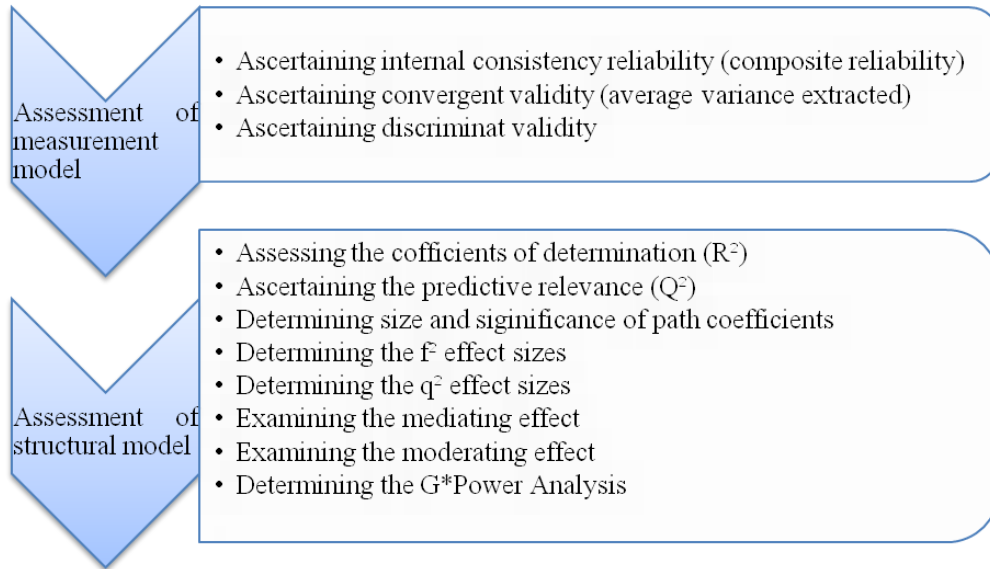 Assessment of
measurement
model
• Ascertaining internal consistency reliability (composite reliability)
• Ascertaining convergent validity (average variance extracted)
• Ascertaining discriminat validity
Assessment of
structural model
• Assessing the cofficients of determination (R²)
• Ascertaining the predictive relevance (Q²)
• Determining size and siginificance of path coefficients
• Determining the f² effect sizes
• Determining the q² effect sizes
• Examining the mediating effect
• Examining the moderating effect
• Determining the G*Power Analysis